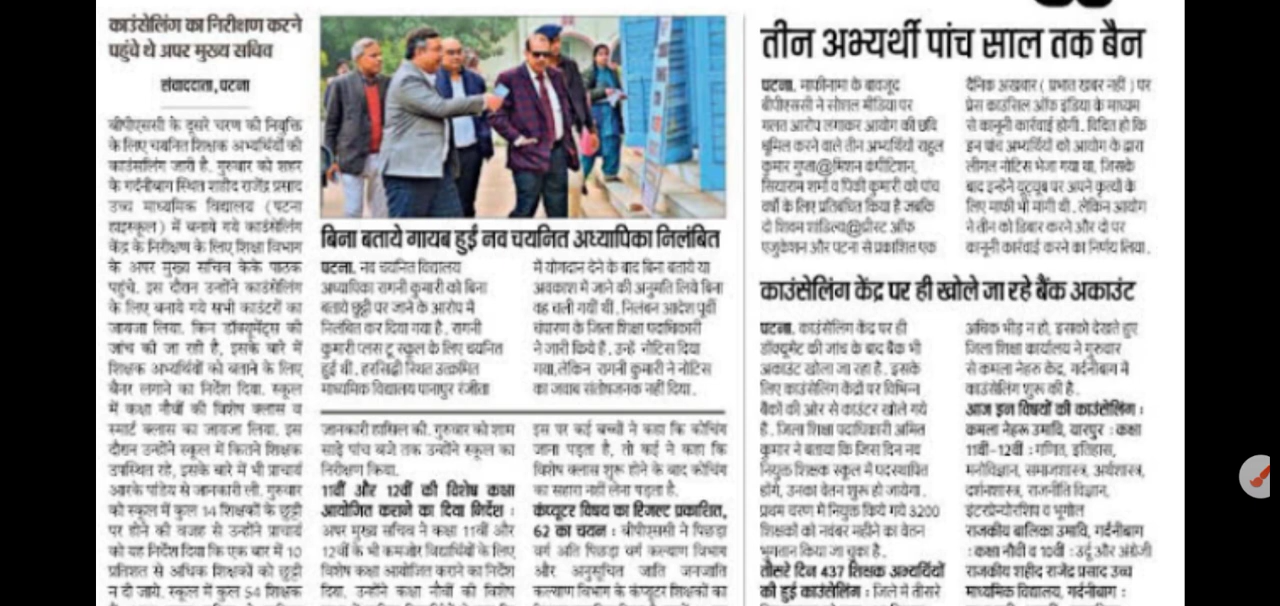 काउंसेलिंग का निरीक्षण करने
पहुंचे थे अपर मुख्य सचिव
संवाददाता, पटना
बीपीएससी के दूसरे चरण की नियुक्ति
के लिए चयनित शिक्षक अभ्यर्थियों की
काउंसेलिंग जारी है. गुरुवार को शहर
के गर्दनीबाग स्थित शहीद राजेंद्र प्रसाद
उच्च माध्यमिक विद्यालय (पटना
हाइस्कूल) में बनाये गये काउंसेलिंग
केंद्र के निरीक्षण के लिए शिक्षा विभाग
के अपर मुख्य सचिव केके पाठक
पहुंचे. इस दौरान उन्होंने काउंसेलिंग
के लिए बनाये गये सभी काउंटरों का
जायजा लिया. किन डॉक्यूमेंट्स की
जांच की जा रही है, इसके बारे में
शिक्षक अभ्यर्थियों को बताने के लिए
बैनर लगाने का निर्देश दिया. स्कूल
में कक्षा नौवीं की विशेष क्लास व
स्मार्ट क्लास का जायजा लिया. इस
दौरान उन्होंने स्कूल में कितने शिक्षक
उपस्थित रहे, इसके बारे में भी प्राचार्य
आरके पांडेय से जानकारी ली. गुरुवार
को स्कूल में कुल 14 शिक्षकों के छुट्टी
पर होने की वजह से उन्होंने प्राचार्य
को यह निर्देश दिया कि एक बार में 10
प्रतिशत से अधिक शिक्षकों को छुट्टी
न दी जाये. स्कूल में कुल 54 शिक्षक
बिना बताये गायब हुईं नव चयनित अध्यापिका निलंबित
पटना. नव चयनित विद्यालय
अध्यापिका रागनी कुमारी को बिना
बताये छुट्टी पर जाने के आरोप में
निलंबित कर दिया गया है. रागनी
कुमारी प्लस टू स्कूल के लिए चयनित
हुई थी. हरसिद्धी स्थित उत्क्रमित
माध्यमिक विद्यालय पानापुर रंजीता
में योगदान देने के बाद बिना बताये या
अवकाश में जाने की अनुमति लिये बिना
वह चली गयीं थी. निलंबन आदेश पूर्वी
चंपारण के जिला शिक्षा पदाधिकारी
ने जारी किये है. उन्हें नोटिस दिया
गया,लेकिन रागनी कुमारी ने नोटिस
का जवाब संतोषजनक नहीं दिया.
जानकारी हासिल की. गुरुवार को शाम
साढ़े पांच बजे तक उन्होंने स्कूल का
निरीक्षण किया.
11वीं और 12वीं की विशेष कक्षा
आयोजित कराने का दिया निर्देश :
अपर मुख्य सचिव ने कक्षा 11वीं और
12वीं के भी कमजोर विद्यार्थियों के लिए
विशेष कक्षा आयोजित कराने का निर्देश
दिया. उन्होंने कक्षा नौवीं की विशेष
इस पर कई बच्चों ने कहा कि कोचिंग
जाना पड़ता है, तो कई ने कहा कि
विशेष क्लास शुरू होने के बाद कोचिंग
का सहारा नहीं लेना पड़ता है.
कंप्यूटर विषय का रिजल्ट प्रकाशित,
62 का चयन : बीपीएससी ने पिछड़ा
वर्ग अति पिछड़ा वर्ग कल्याण विभाग
और अनुसूचित जाति जनजाति
कल्याण विभाग के कंप्यूटर शिक्षकों का
तीन अभ्यर्थी पांच साल तक बैन
पटना. माफीनामा के बावजूद
बीपीएससी ने सोशल मीडिया पर
गलत आरोप लगाकर आयोग की छवि
धूमिल करने वाले तीन अभ्यर्थियों राहुल
कुमार गुप्ता@मिशन कंपीटिशन,
सियाराम शर्मा व पिंकी कुमारी को पांच
वर्षों के लिए प्रतिबंधित किया है जबकि
दो शिवम शांडिल्य@प्रीस्ट ऑफ
एजुकेशन और पटना से प्रकाशित एक
दैनिक अखबार ( प्रभात खबर नहीं ) पर
प्रेस काउंसिल ऑफ इंडिया के माध्यम
से कानूनी कार्रवाई होगी. विदित हो कि
इन पांच अभ्यर्थियों को आयोग के द्वारा
लीगल नोटिस भेजा गया था, जिसके
बाद इन्होंने यूट्यूब पर अपने कृत्यों के
लिए माफी भी मांगी थी. लेकिन आयोग
ने तीन को डिबार करने और दो पर
कानूनी कार्रवाई करने का निर्णय लिया.
काउंसेलिंग केंद्र पर ही खोले जा रहे बैंक अकाउंट
पटना. काउंसेलिंग केंद्र पर ही
डॉक्यूमेंट की जांच के बाद बैंक भी
अकाउंट खोला जा रहा है. इसके
लिए काउंसेलिंग केंद्रों पर विभिन्न
बैंकों की ओर से काउंटर खोले गये
है. जिला शिक्षा पदाधिकारी अमित
कुमार ने बताया कि जिस दिन नव
नियुक्त शिक्षक स्कूल में पदस्थापित
होंगे, उनका वेतन शुरू हो जायेगा.
प्रथम चरण में नियुक्त किये गये 3200
शिक्षकों को नवंबर महीने का वेतन
भुगतान किया जा चुका है.
तीसरे दिन 437 शिक्षक अभ्यर्थियों
की हुई काउंसेलिंग : जिले में तीसरे
अधिक भीड़ न हो, इसको देखते हुए
जिला शिक्षा कार्यालय ने गुरुवार
से कमला नेहरु केंद्र, गर्दनीबाग में
काउंसेलिंग शुरू की है.
आज इन विषयों की काउंसेलिंग :
कमला नेहरू उमावि, यारपुर : कक्षा
11वीं-12वीं : गणित, इतिहास,
मनोविज्ञान, समाजशास्त्र, अर्थशास्त्र,
दर्शनशास्त्र, राजनीति विज्ञान,
इंटरप्रेन्योरशिप व भूगोल
राजकीय बालिका उमावि, गर्दनीबाग
: कक्षा नौवीं व 10वीं : उर्दू और अंग्रेजी
राजकीय शहीद राजेंद्र प्रसाद उच्च
माध्यमिक विद्यालय, गर्दनीबाग :